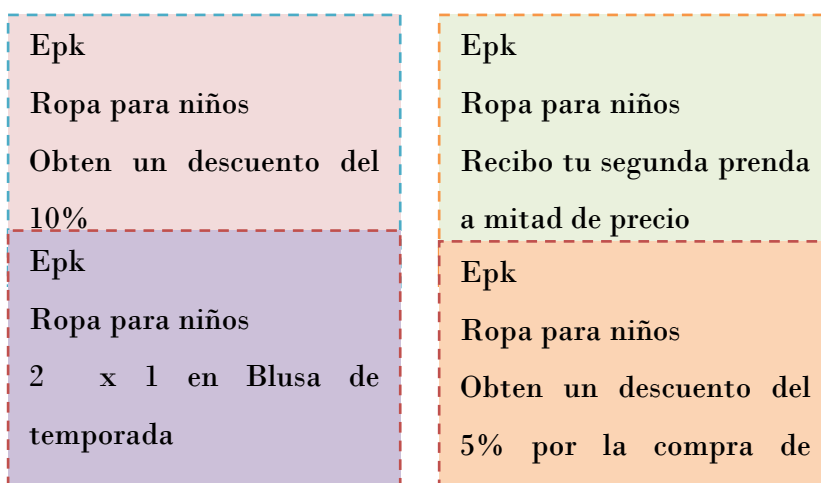 Epk
Ropa para niños
Obten un descuento del
10%
Epk
Ropa para niños
Recibo tu segunda prenda
a mitad de precio
Epk
Ropa para niños
2 x 1 en Blusa de
temporada
Epk
Ropa para niños
Obten un descuento del
5% por la compra de